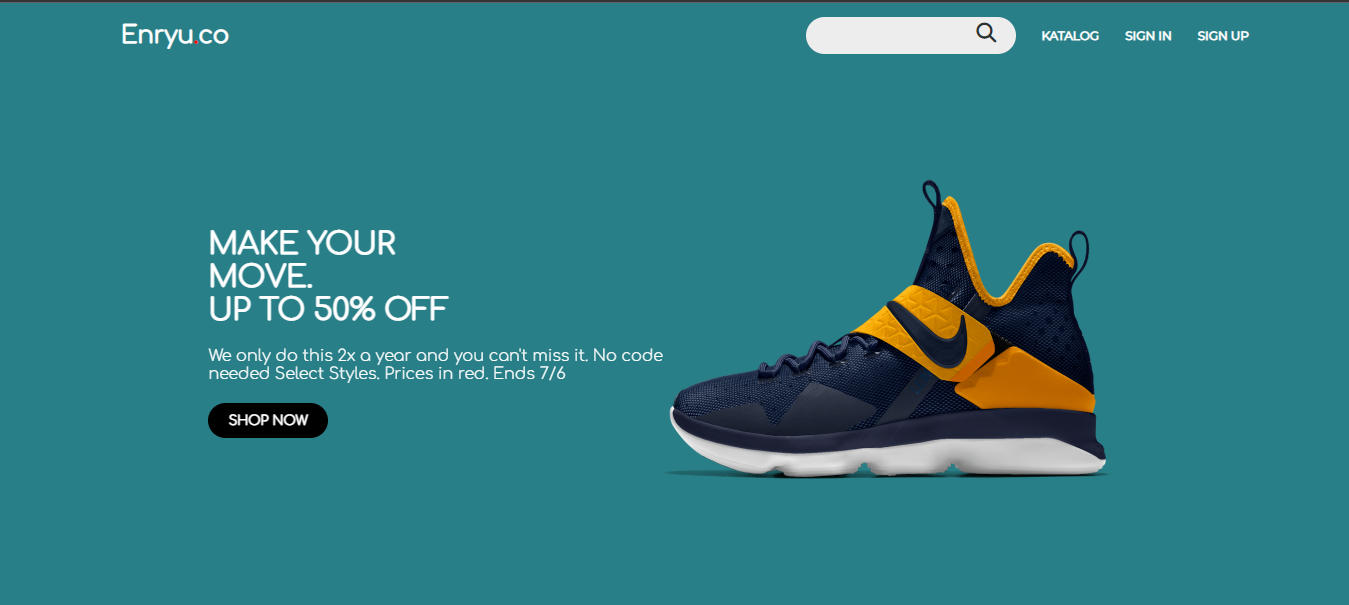 Enryu.co
KATALOG
SIGN IN
SIGN UP
MAKE YOUR
MOVE.
UP TO 50% OFF
We only do this 2x a year and you can't miss it. No code
needed Select Styles. Prices in red. Ends 7/6
SHOP NOW